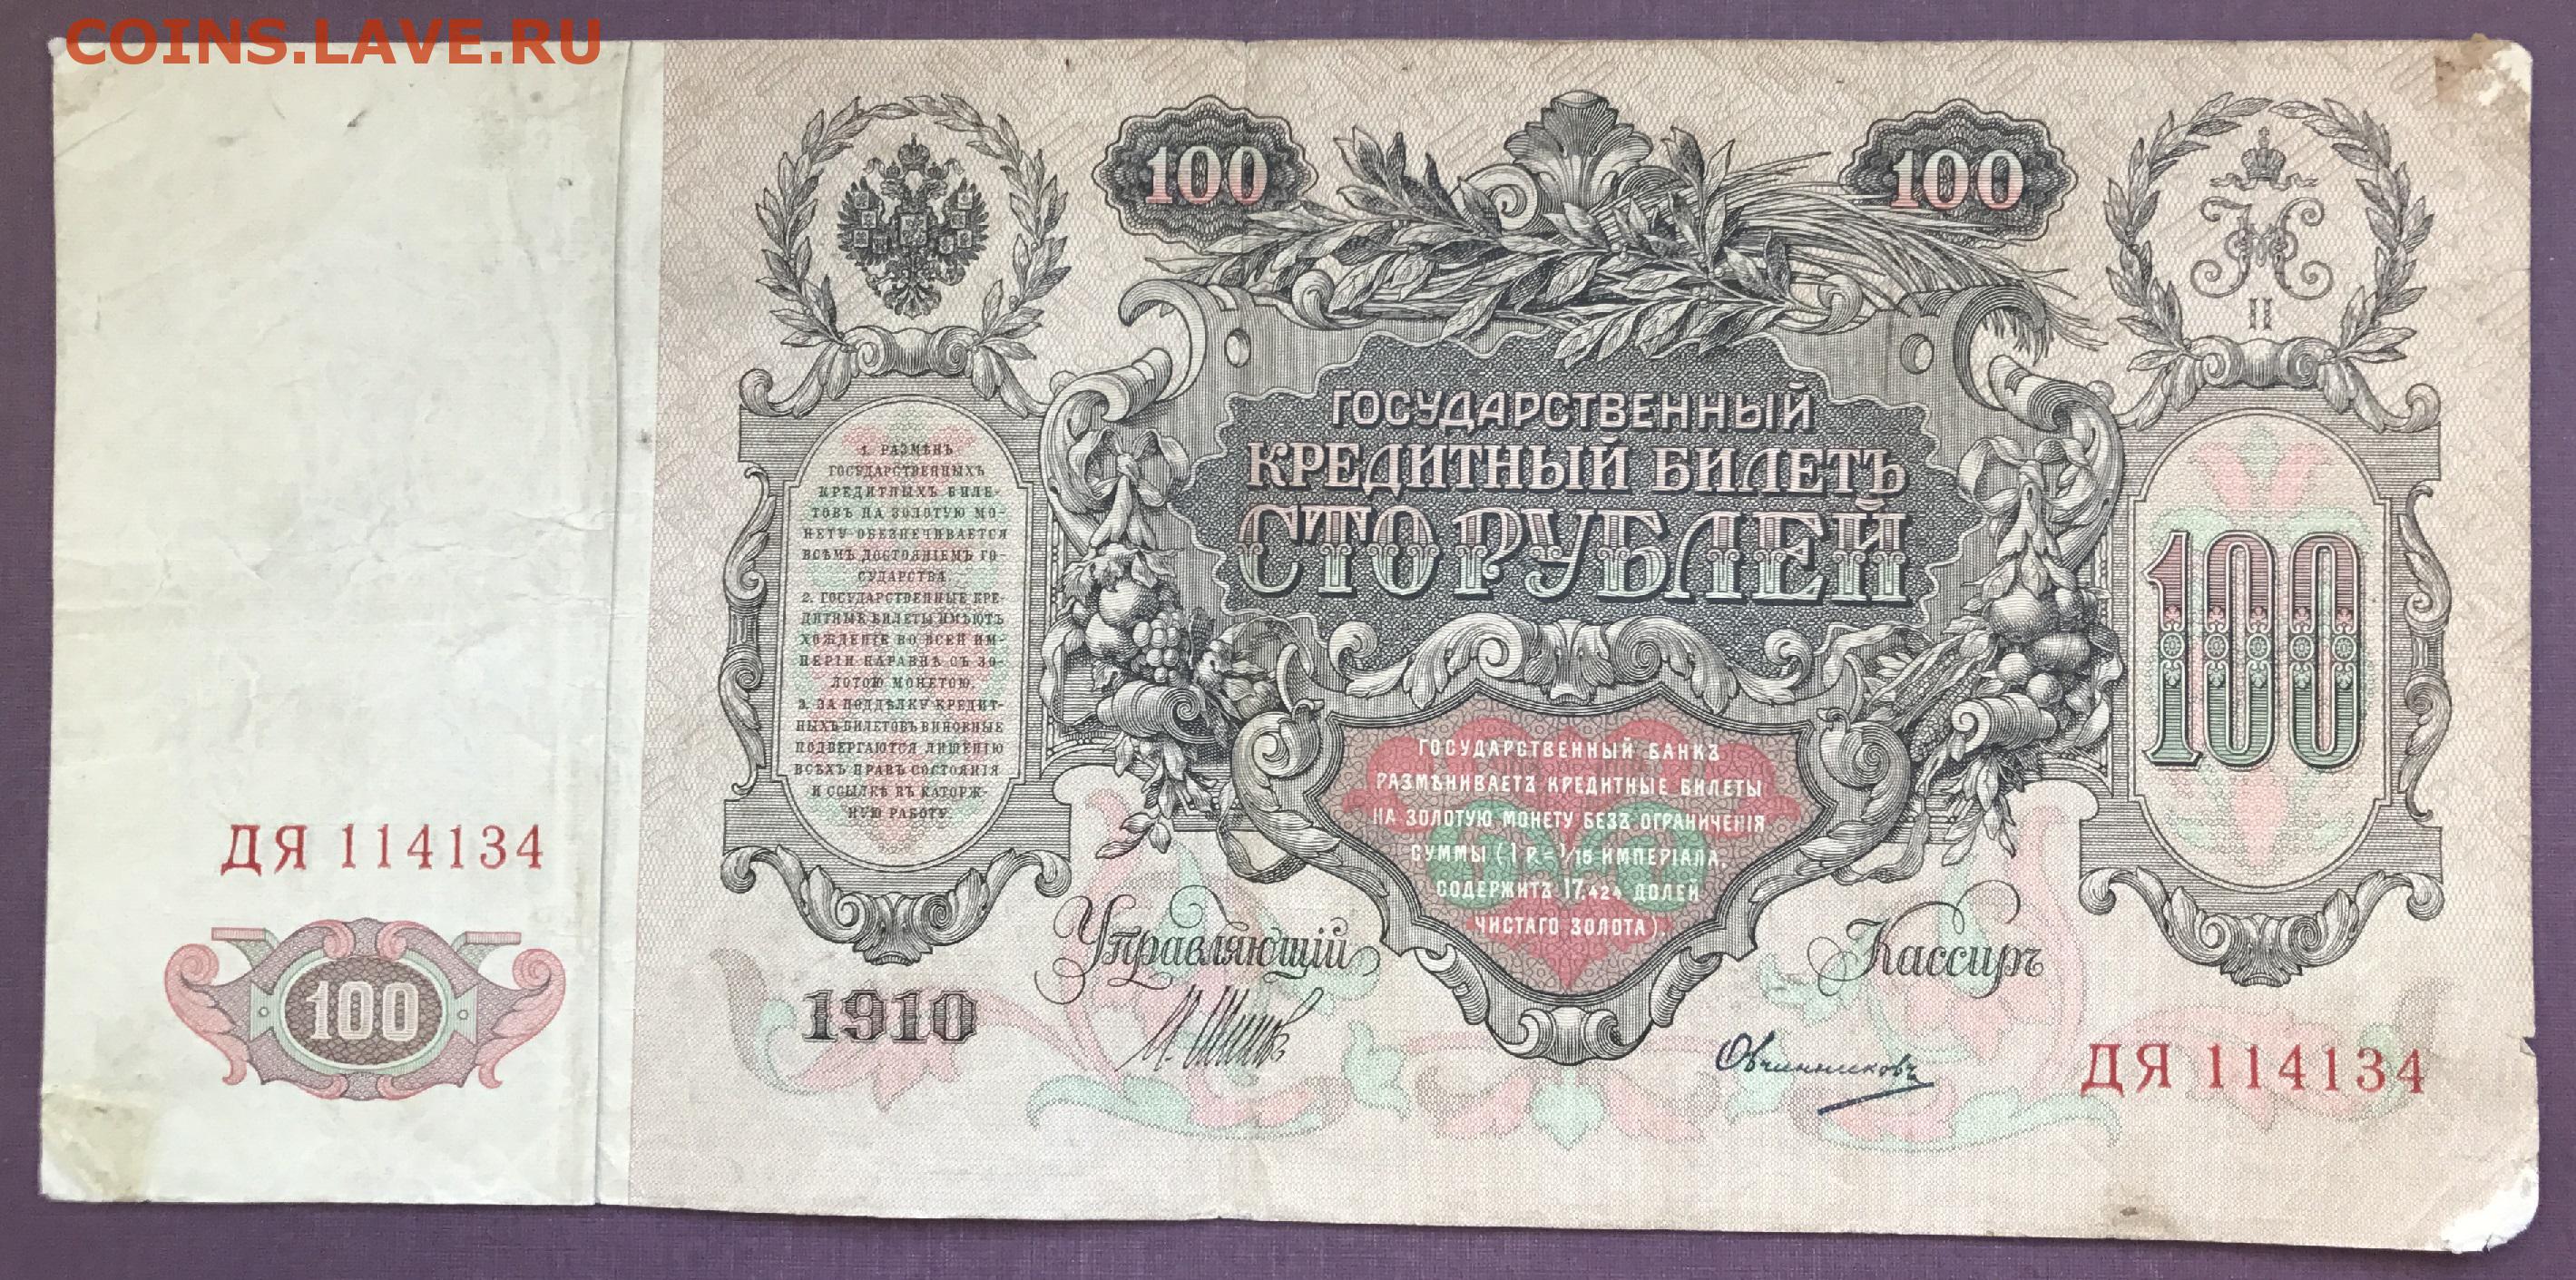 COINS.LAVE.RU
100
100
II
ГОСУДАРСТВЕННЫЙ
КРЕДИТНЫЙ БИЛЕТЪ
СТО РУБЛЕЙ
1. РАЗМѢНЪ
ГОСУДАРСТВЕННЫХЪ
КРЕДИТНЫХЪ БИЛЕ-
ТОВЪ НА ЗОЛОТУЮ МО-
НЕТУ ОБЕЗПЕЧИВАЕТСЯ
ВСѢМЪ ДОСТОЯНІЕМЪ ГО-
СУДАРСТВА.
2. ГОСУДАРСТВЕННЫЕ КРЕ-
ДИТНЫЕ БИЛЕТЫ ИМѢЮТЪ
ХОЖДЕНІЕ ВО ВСЕЙ ИМ-
ПЕРІИ НАРАВНѢ СЪ ЗО-
ЛОТОЮ МОНЕТОЮ.
3. ЗА ПОДДѢЛКУ КРЕДИТ-
НЫХЪ БИЛЕТОВЪ ВИНОВНЫЕ
ПОДВЕРГАЮТСЯ ЛИШЕНІЮ
ВСѢХЪ ПРАВЪ СОСТОЯНІЯ
И ССЫЛКѢ ВЪ КАТОРЖ-
НУЮ РАБОТУ.
100
ГОСУДАРСТВЕННЫЙ БАНКЪ
РАЗМѢНИВАЕТЪ КРЕДИТНЫЕ БИЛЕТЫ
НА ЗОЛОТУЮ МОНЕТУ БЕЗЪ ОГРАНИЧЕНІЯ
СУММЫ (1 Р.= 1/15 ИМПЕРІАЛА,
СОДЕРЖИТЪ 17,424 ДОЛЕЙ
ЧИСТАГО ЗОЛОТА).
ДЯ 114134
100
Управляющій
Кассиръ
1910
И. Шиповъ
Овчинниковъ
ДЯ 114134